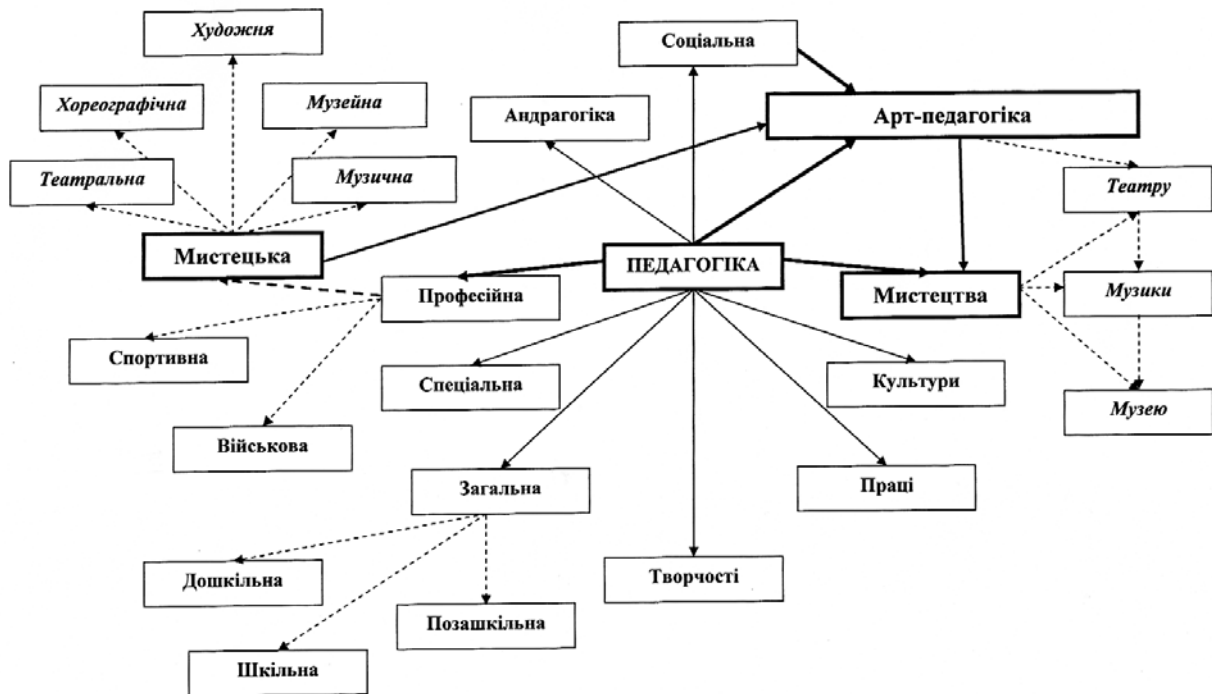 Художня
Соціальна
Хореографічна
Музейна
Андрагогіка
Арт-педагогіка
Театральна
Музична
Театру
Мистецька
ПЕДАГОГІКА
Професійна
Мистецтва
Музики
Спортивна
Спеціальна
Культури
Музею
Військова
Загальна
Праці
Дошкільна
Творчості
Позашкільна
Шкільна